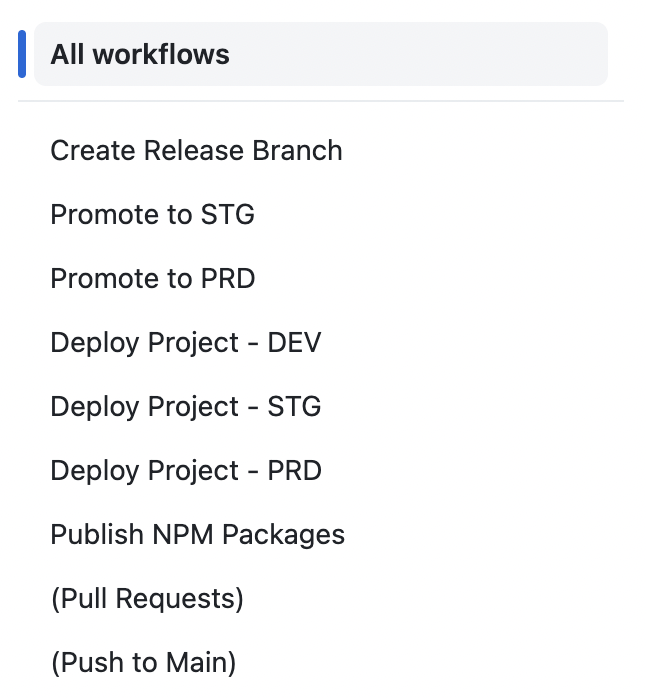 All workflows
Create Release Branch
Promote to STG
Promote to PRD
Deploy Project - DEV
Deploy Project - STG
Deploy Project - PRD
Publish NPM Packages
(Pull Requests)
(Push to Main)